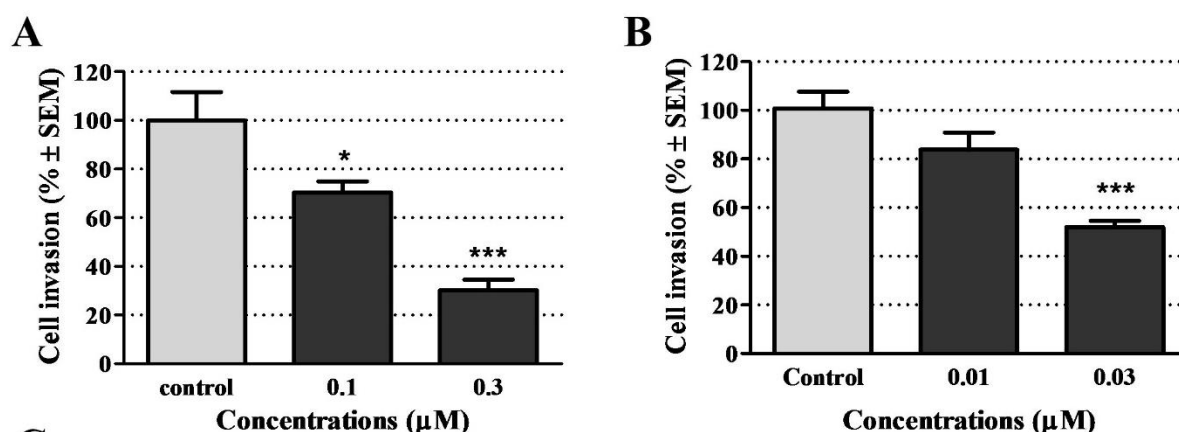 A
Cell invasion (% ± SEM)
120
100
80
60
40
20
0
*
***
control 0.1 0.3
Concentrations (µM)
B
Cell invasion (% ± SEM)
120
100
80
60
40
20
0
***
Control 0.01 0.03
Concentrations (µM)